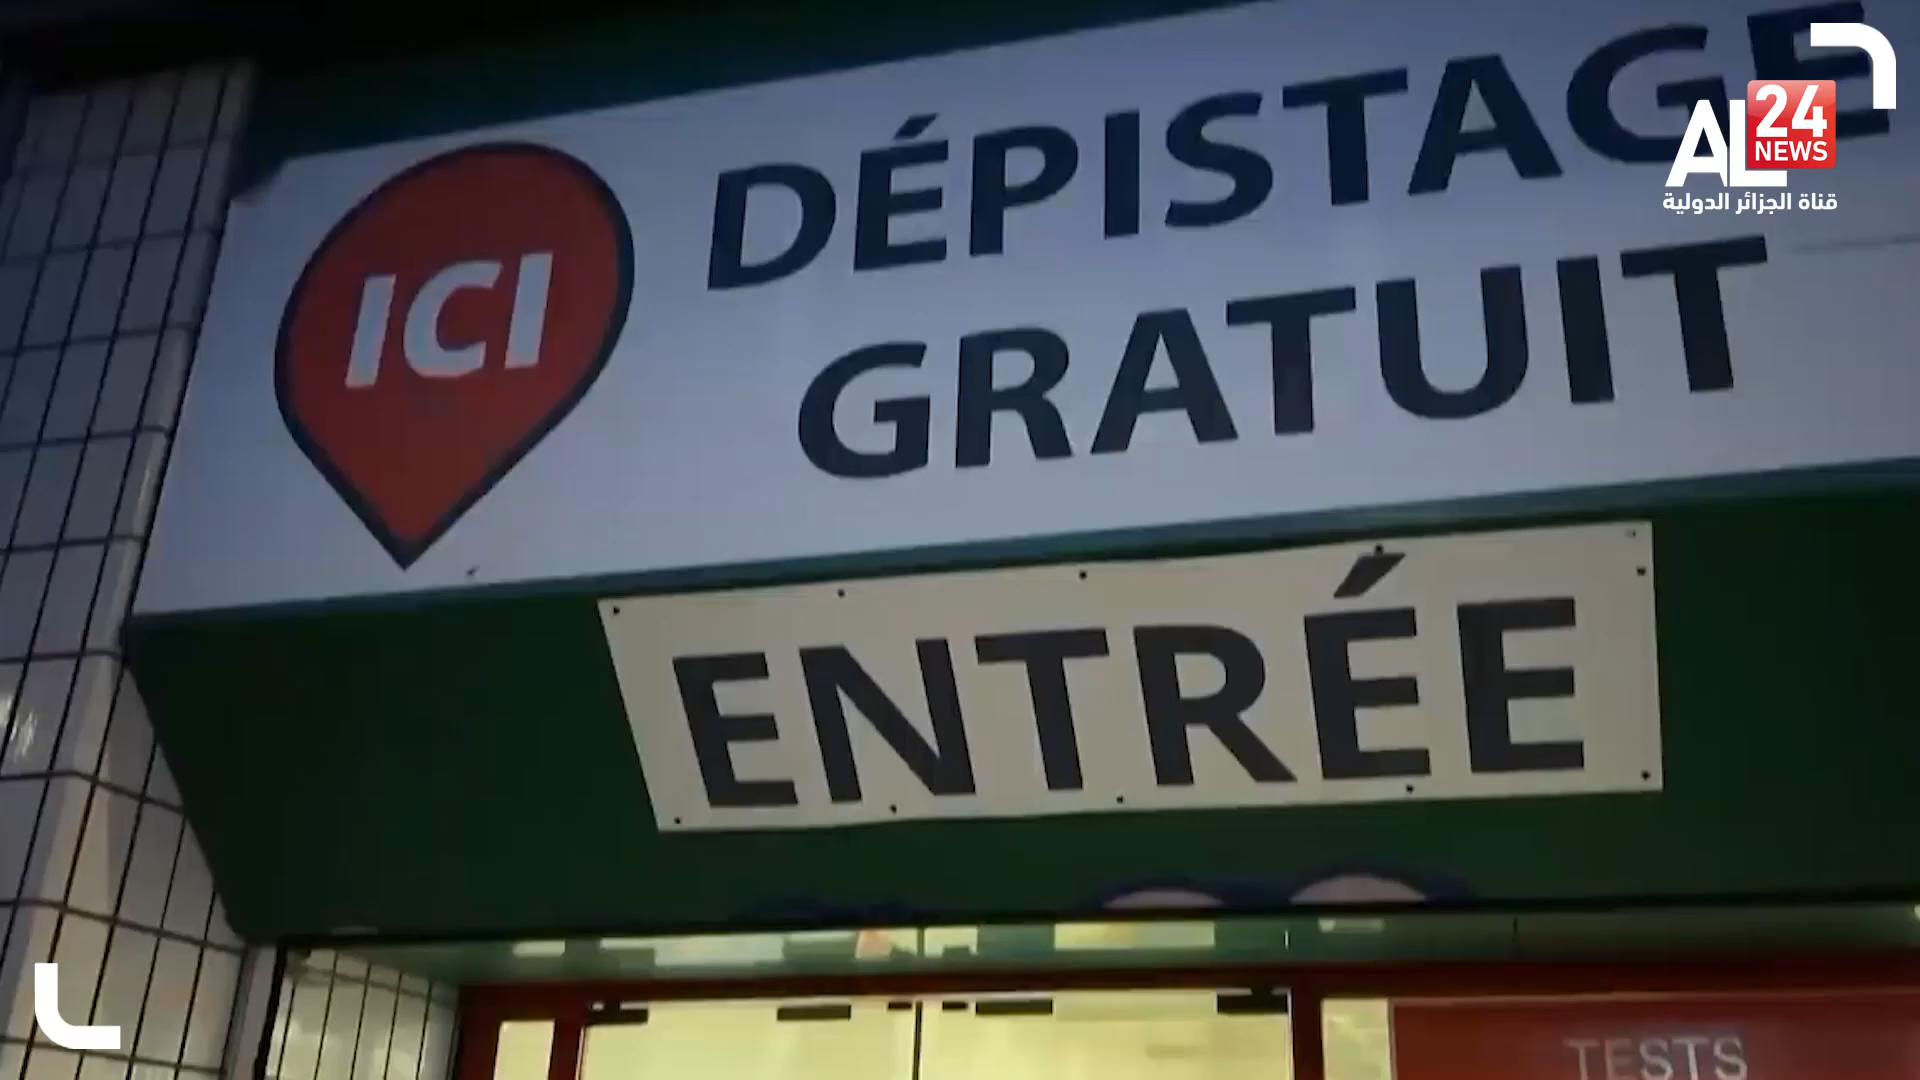 ICI
DÉPISTAGE
GRATUIT
ENTRÉE
TESTS
AL
24
NEWS
قناة الجزائر الدولية